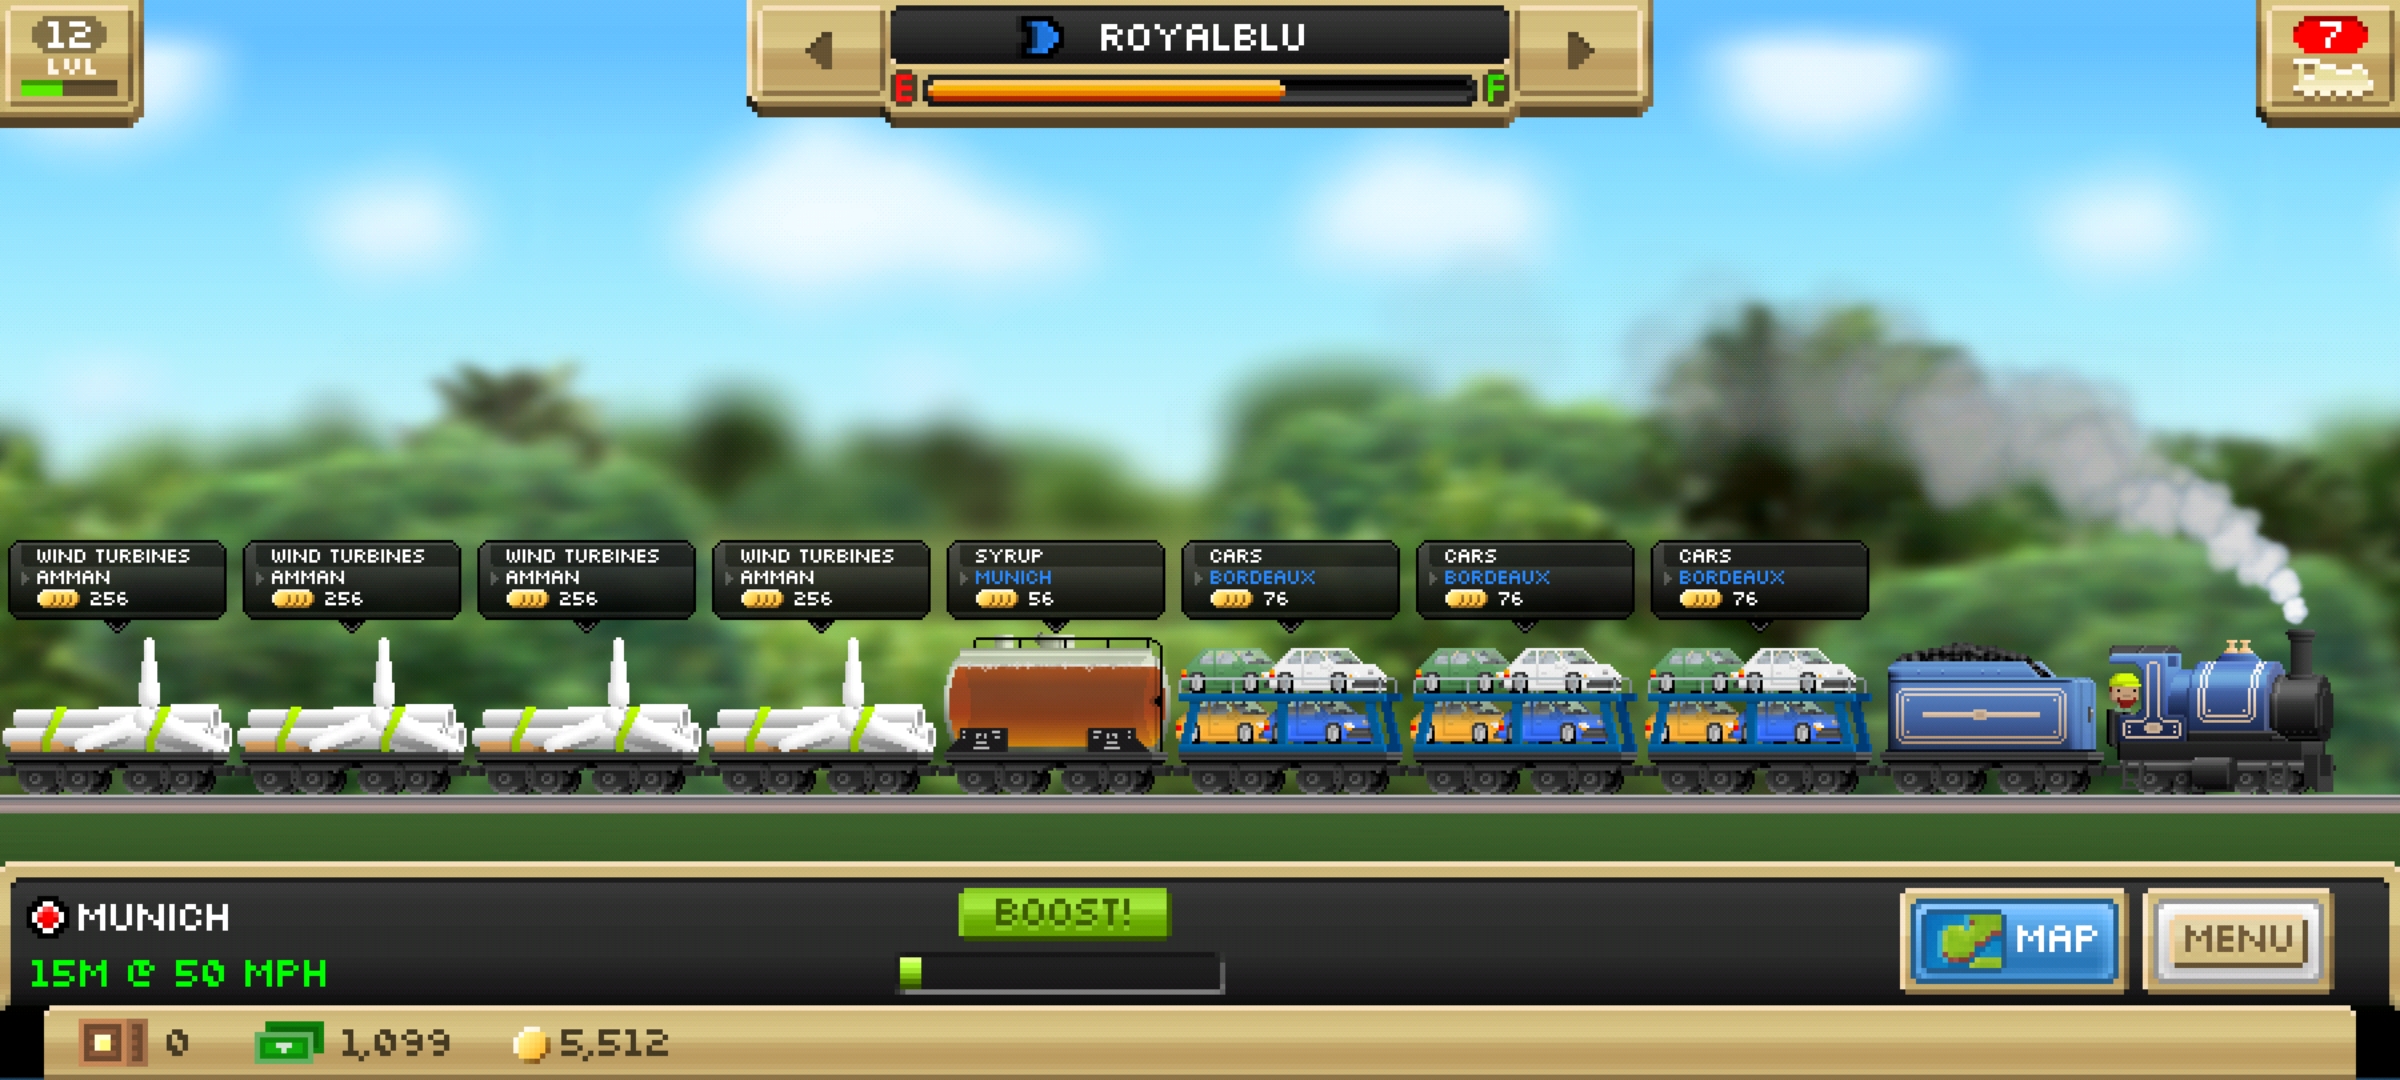 12
LVL
ROYALBLU
E
F
7
WIND TURBINES
AMMAN
256
WIND TURBINES
AMMAN
256
WIND TURBINES
AMMAN
256
WIND TURBINES
AMMAN
256
SYRUP
MUNICH
56
CARS
BORDEAUX
76
CARS
BORDEAUX
76
CARS
BORDEAUX
76
MUNICH
15M @ 50 MPH
BOOST!
MAP
MENU
0
1,099
5,512